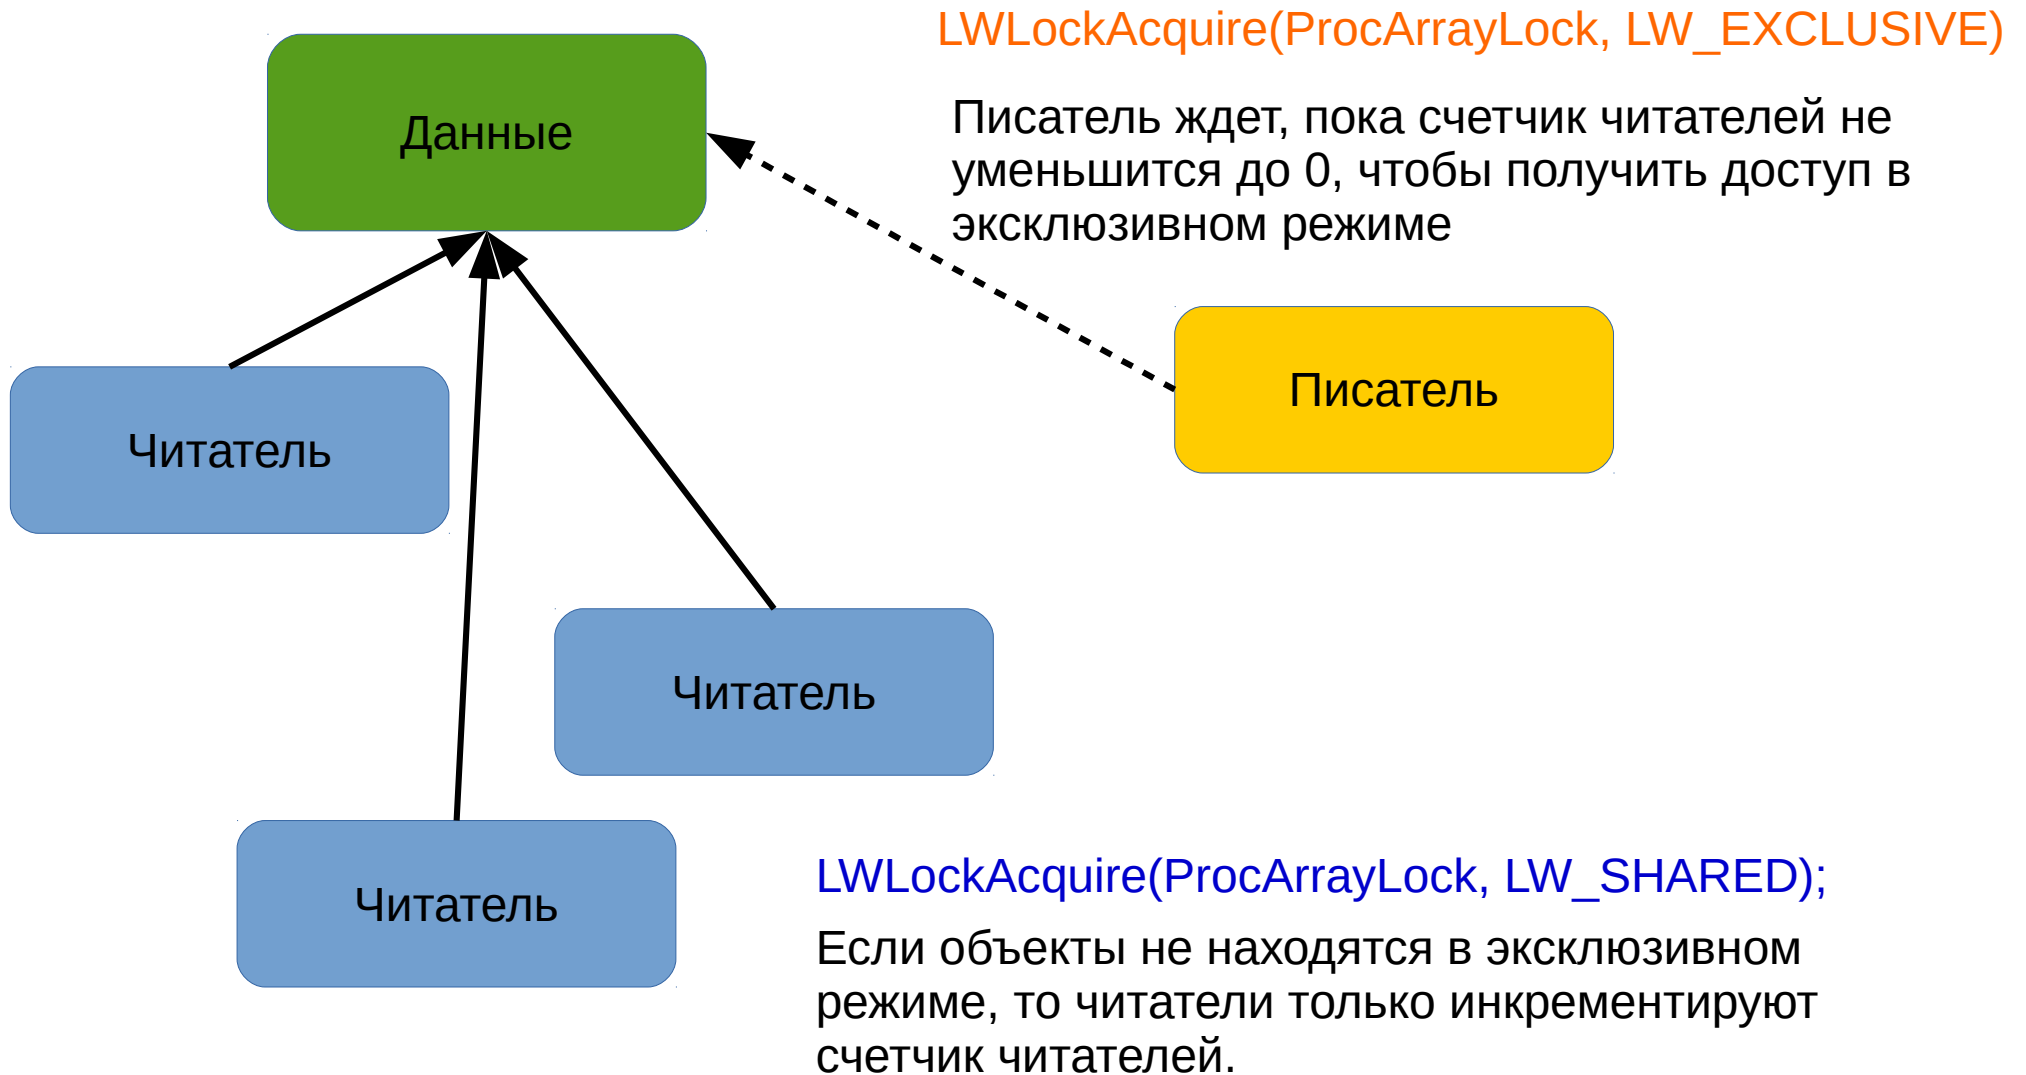 LWLockAcquire(ProcArrayLock, LW_EXCLUSIVE)
Данные
Писатель ждет, пока счетчик читателей не
уменьшится до 0, чтобы получить доступ в
эксклюзивном режиме
Писатель
Читатель
Читатель
Читатель
LWLockAcquire(ProcArrayLock, LW_SHARED);
Если объекты не находятся в эксклюзивном
режиме, то читатели только инкрементируют
счетчик читателей.